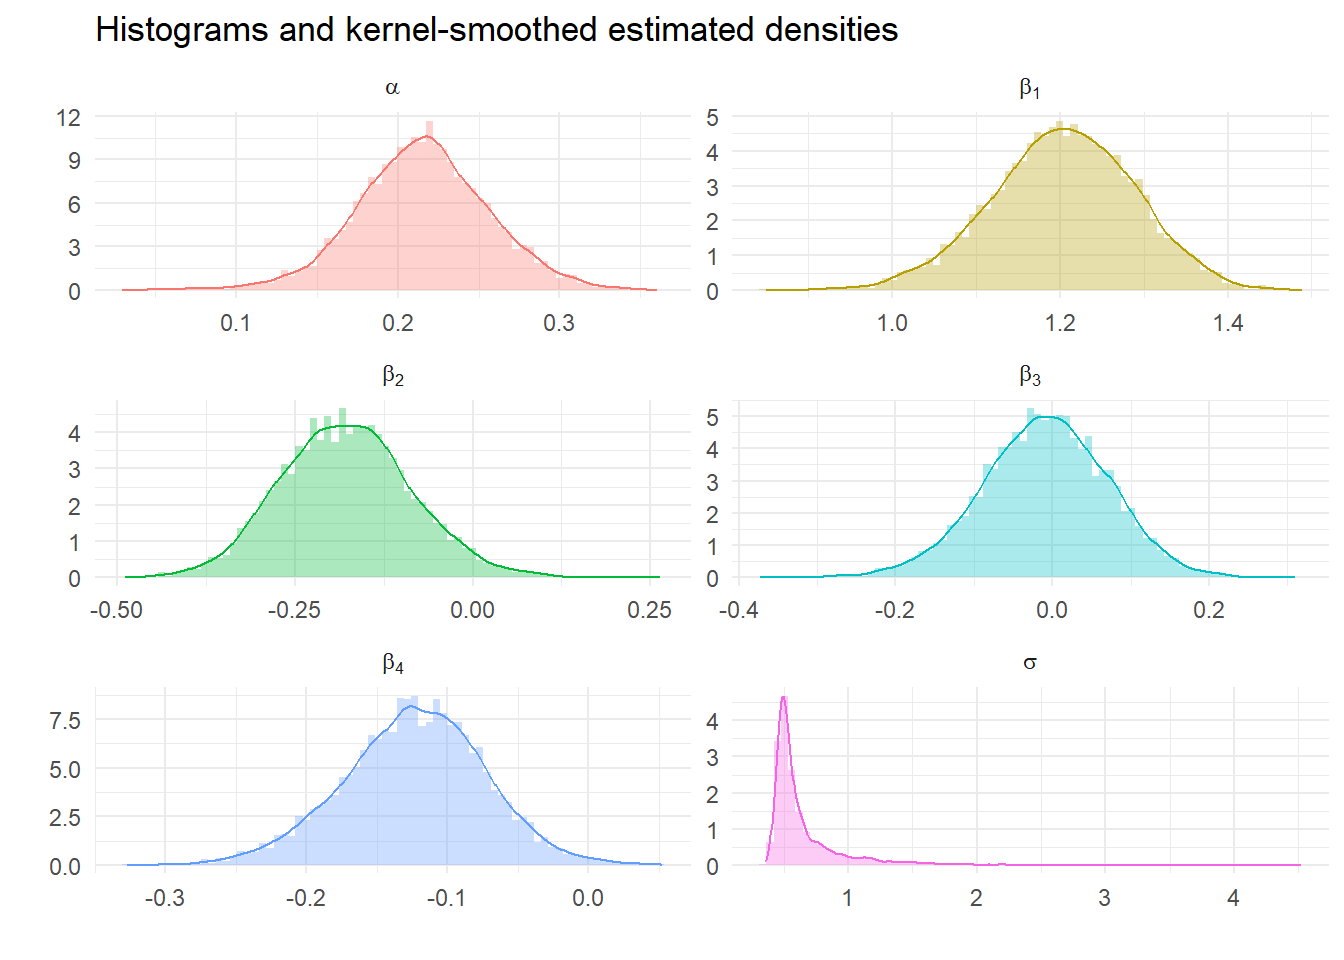 Histograms and kernel-smoothed estimated densities
α
12
9
6
3
0
0.1 0.2 0.3
β1
5
4
3
2
1
0
1.0 1.2 1.4
β2
4
3
2
1
0
-0.50 -0.25 0.00 0.25
β3
5
4
3
2
1
0
-0.4 -0.2 0.0 0.2
β4
7.5
5.0
2.5
0.0
-0.3 -0.2 -0.1 0.0
σ
4
3
2
1
0
1 2 3 4